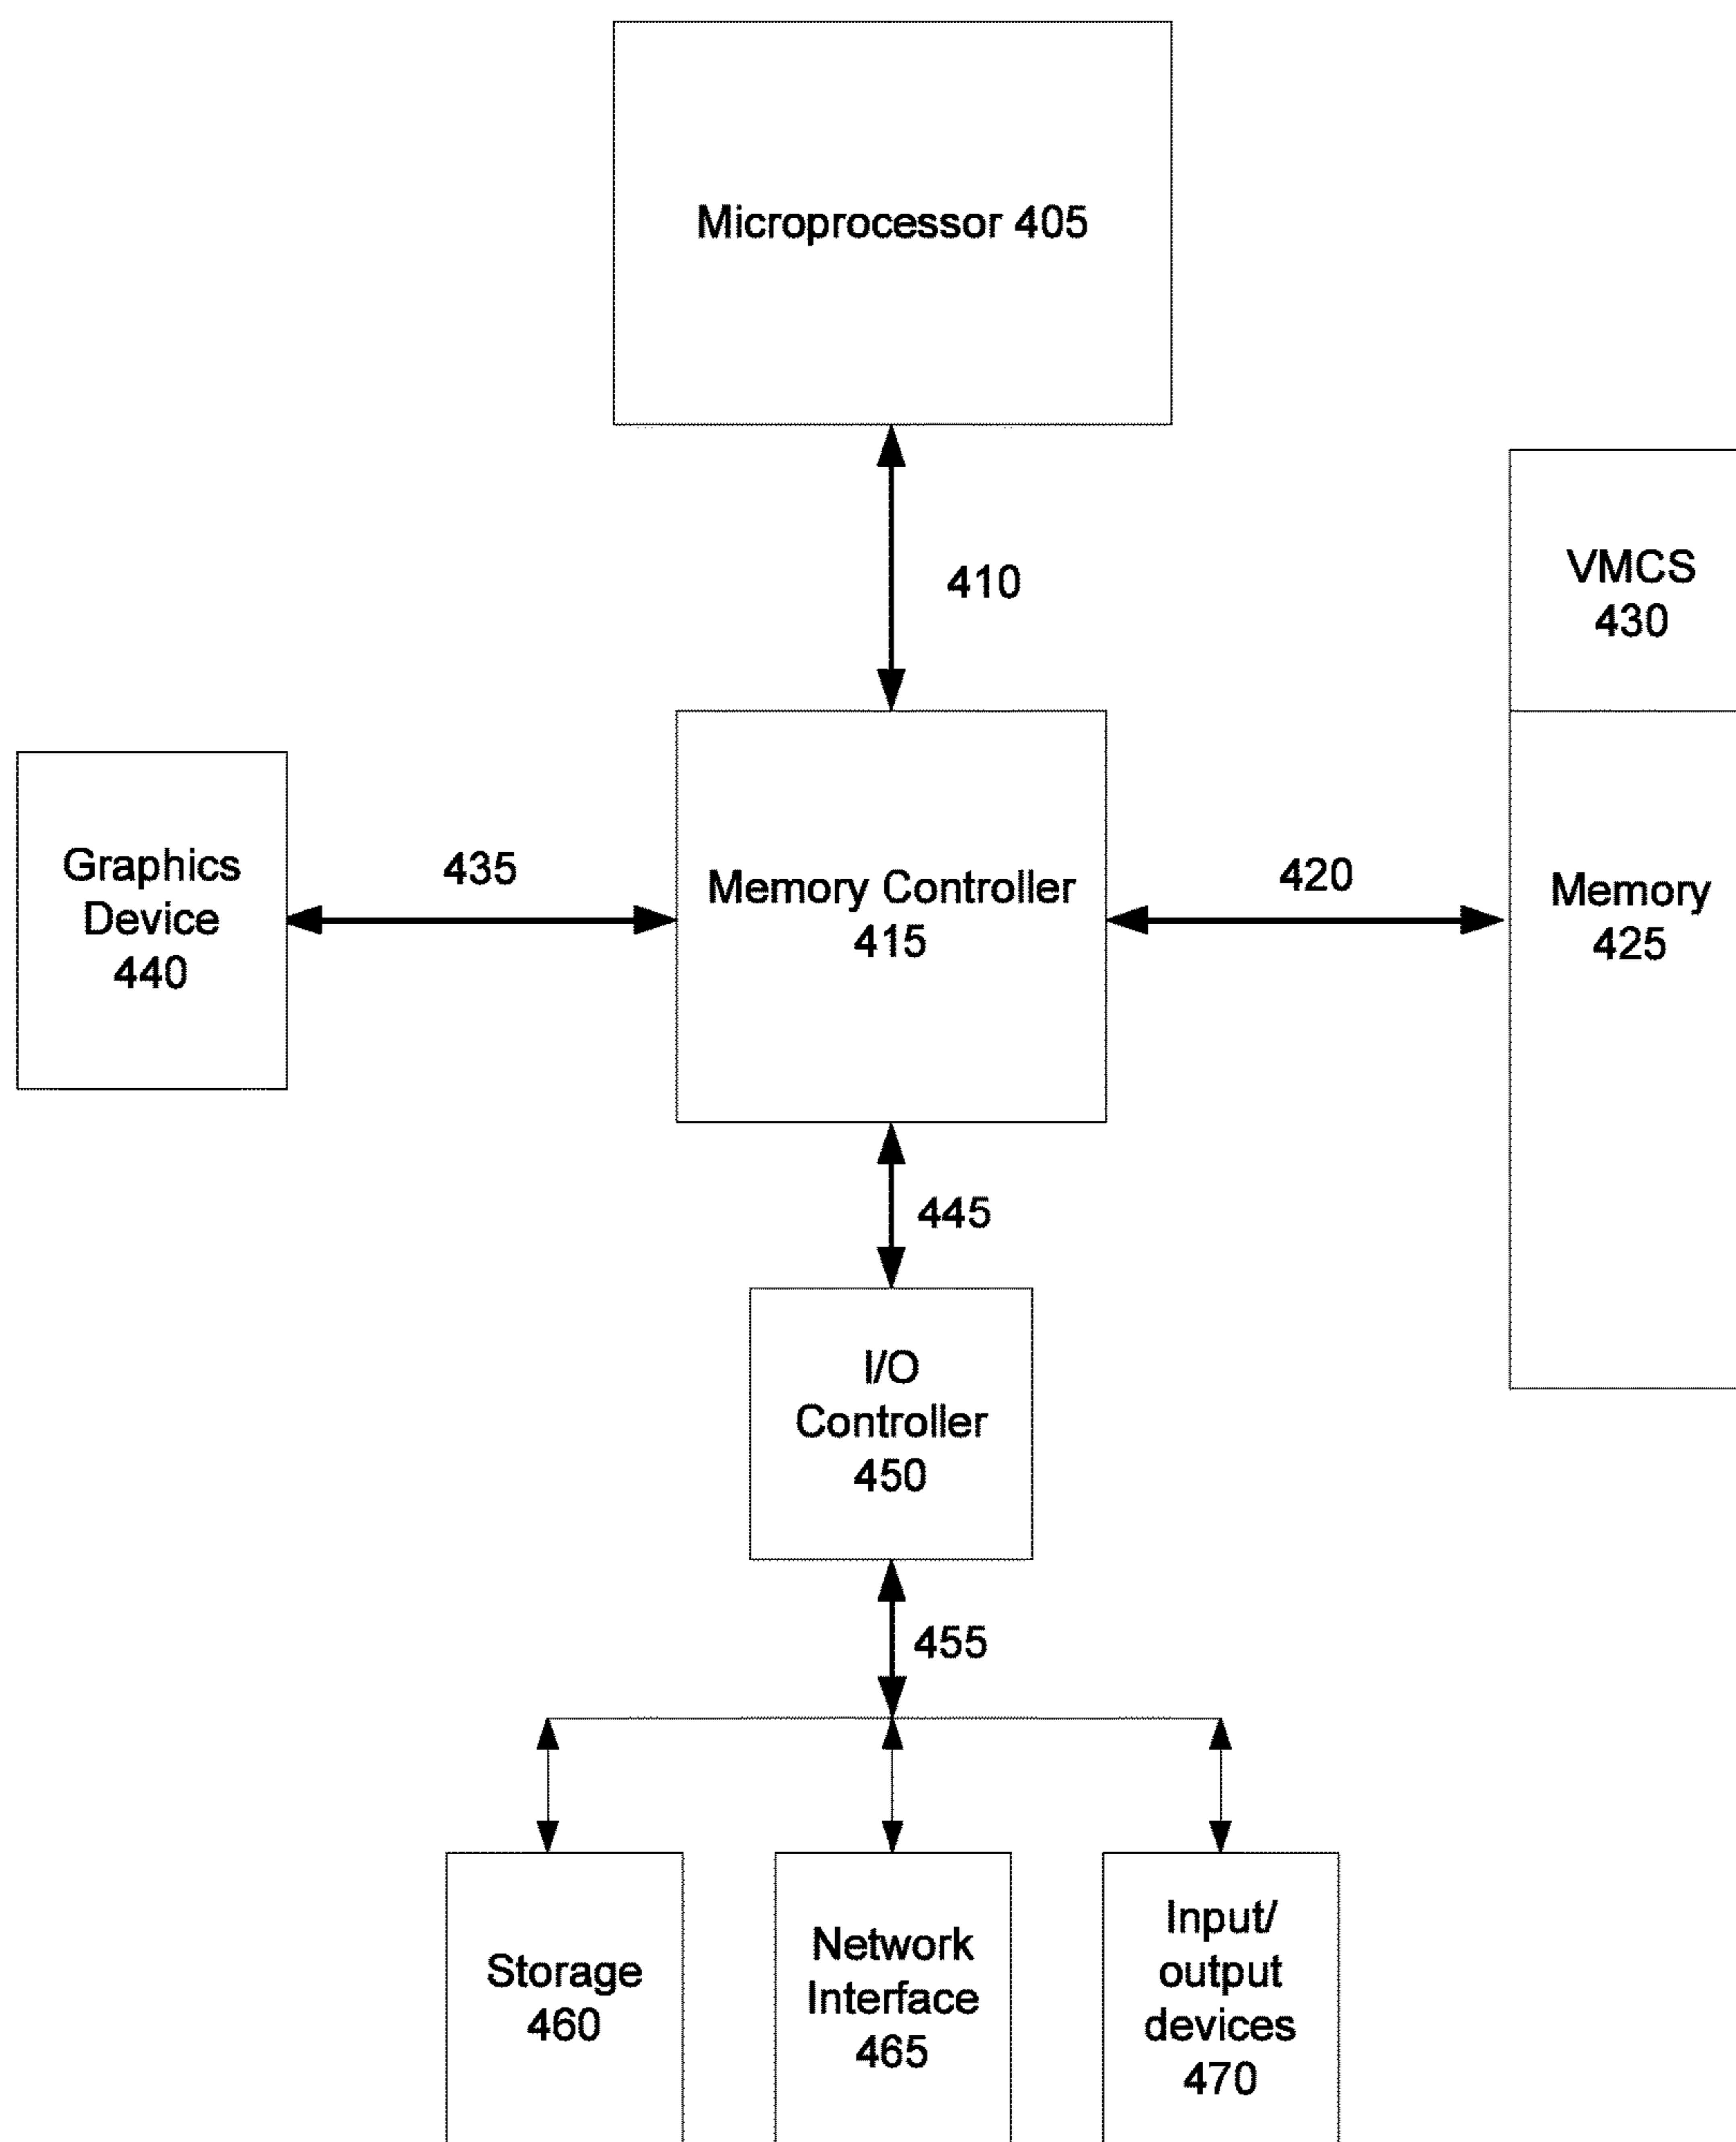 Microprocessor 405
410
VMCS
430
Graphics
Device
440
435
Memory Controller
415
420
Memory
425
445
I/O
Controller
450
455
Storage
460
Network
Interface
465
Input/
output
devices
470